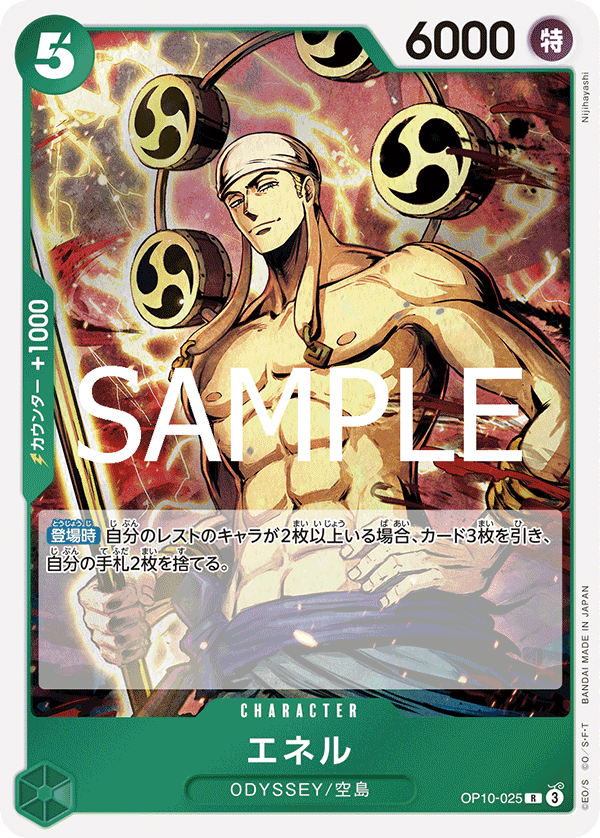 5
6000
特
Nijihayashi
カウンター +1000
SAMPLE
登場時 自分のレストのキャラが2枚以上いる場合、カード3枚を引き、
自分の手札2枚を捨てる。
CHARACTER
エネル
ODYSSEY/空島
OP10-025 R 3
©E.O/S ©O/S・F・T BANDAI MADE IN JAPAN